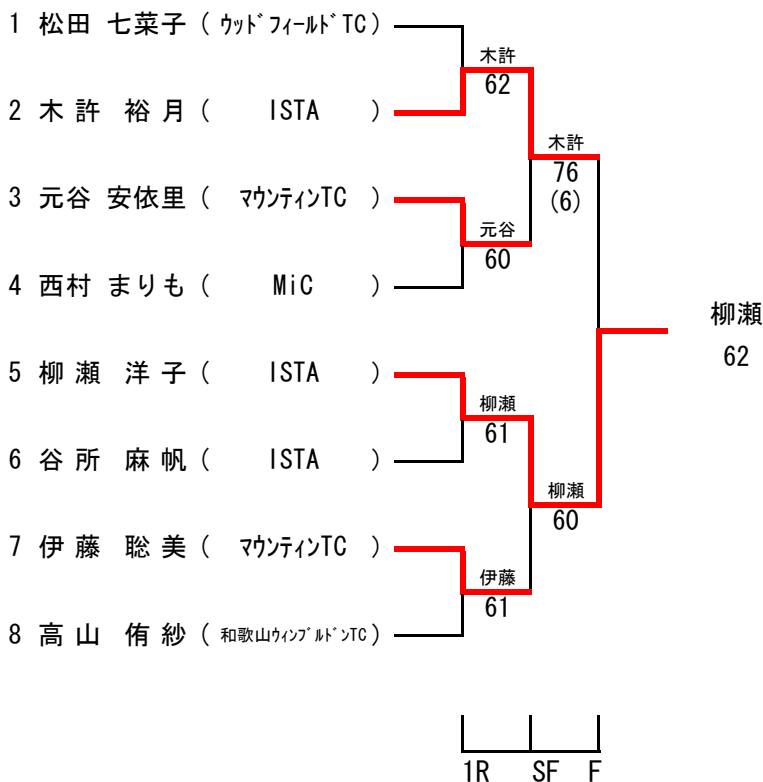 1 松田 七菜子 ( ｳｯﾄﾞﾌｨｰﾙﾄﾞTC )
木許
62
2 木許 裕月 ( ISTA )
木許
76
(6)
3 元谷 安依里 ( ﾏｳﾝﾃｨﾝTC )
元谷
60
4 西村 まりも ( MiC )
柳瀬
62
5 柳瀬 洋子 ( ISTA )
柳瀬
61
6 谷所 麻帆 ( ISTA )
柳瀬
60
7 伊藤 聡美 ( ﾏｳﾝﾃｨﾝTC )
伊藤
61
8 高山 侑紗 ( 和歌山ｳｨﾝﾌﾞﾙﾄﾞﾝTC )
1R SF F